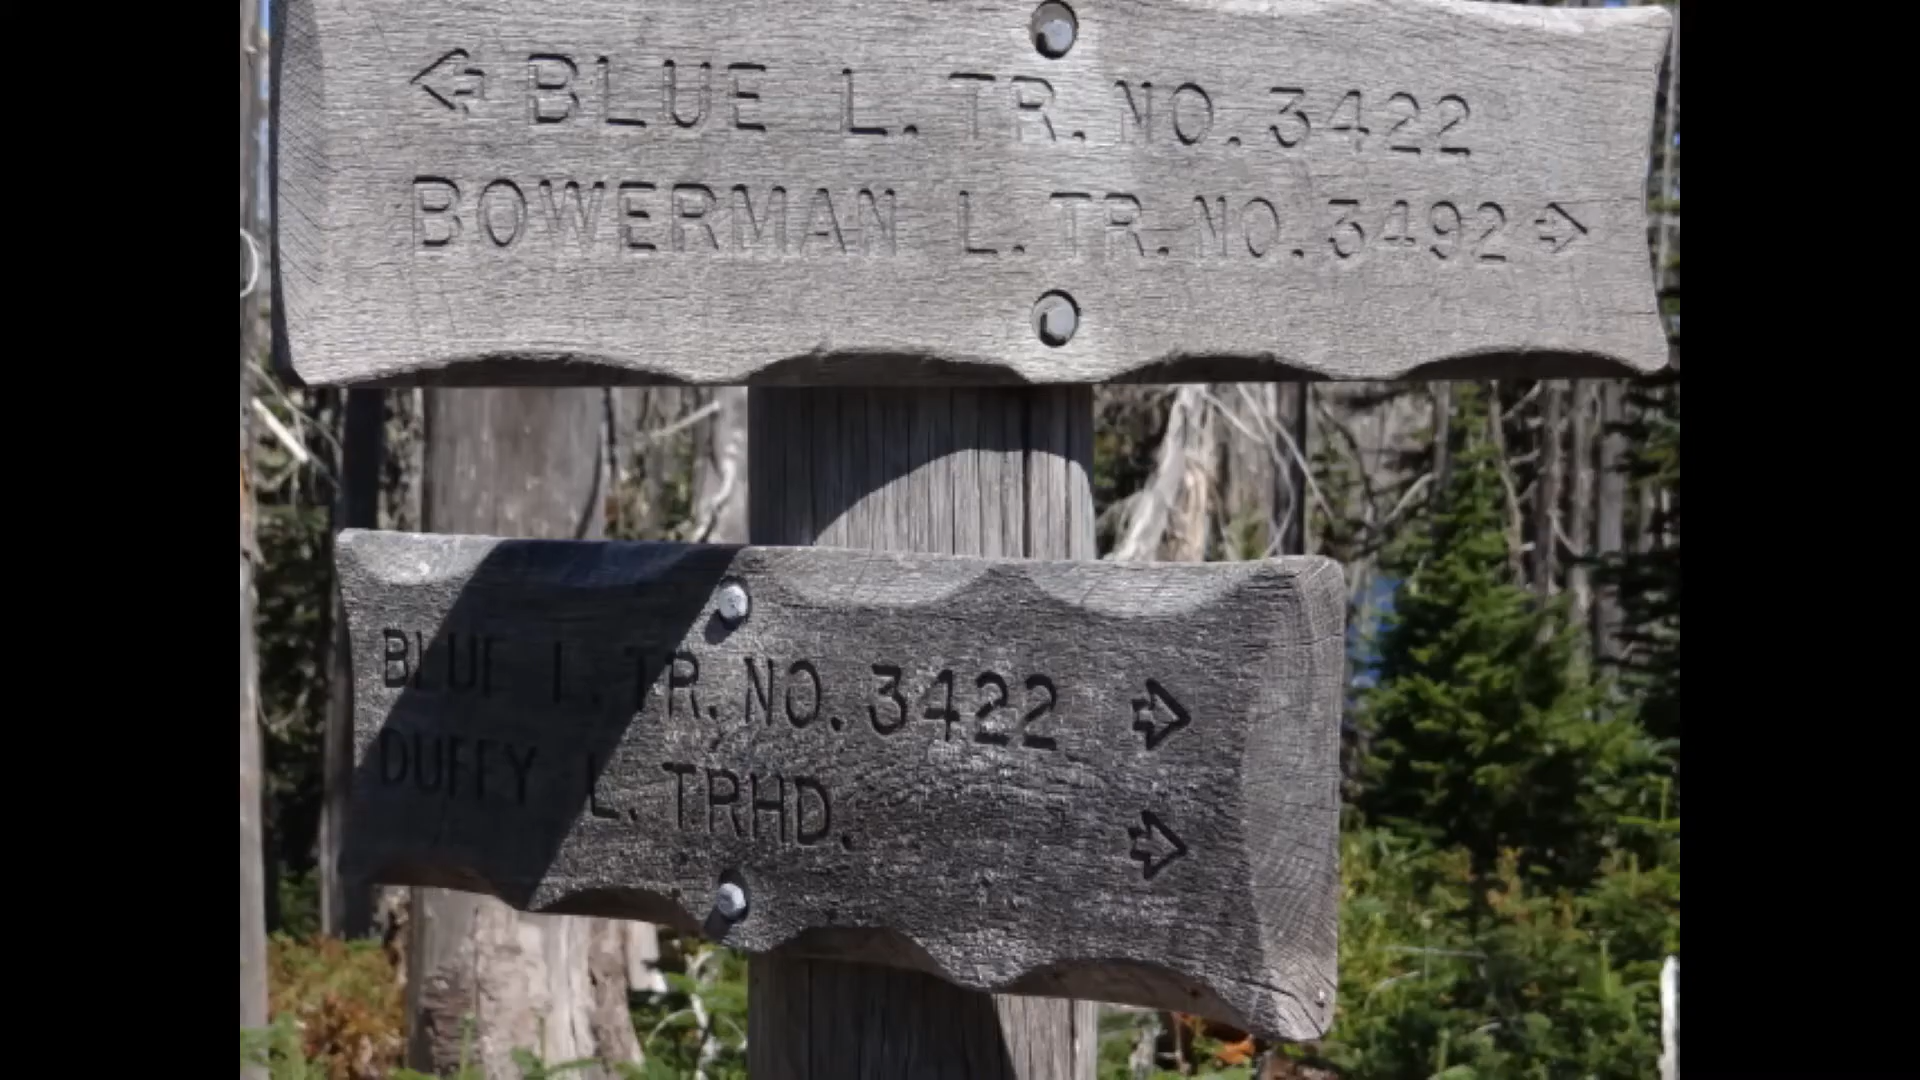 ← BLUE L. TR. NO. 3422
BOWERMAN L. TR. NO. 3492 →
BLUE L. TR. NO. 3422 →
DUFFY L. TRHD. →